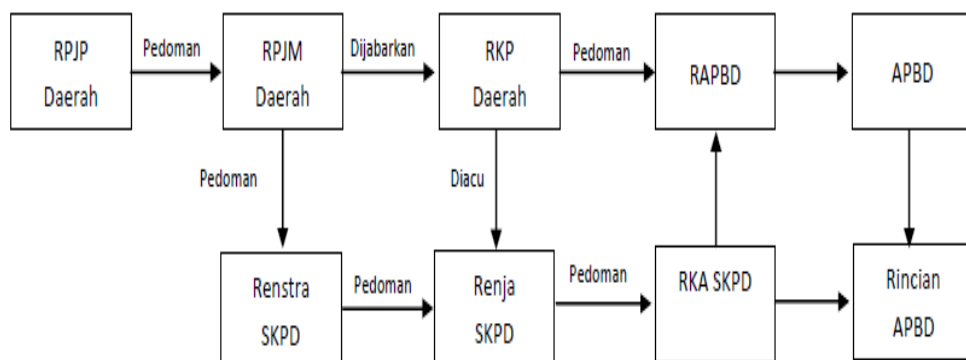 RPJP
Daerah
Pedoman
RPJM
Daerah
Dijabarkan
RKP
Daerah
Pedoman
RAPBD
APBD
Pedoman
Diacu
Renstra
SKPD
Pedoman
Renja
SKPD
Pedoman
RKA SKPD
Rincian
APBD